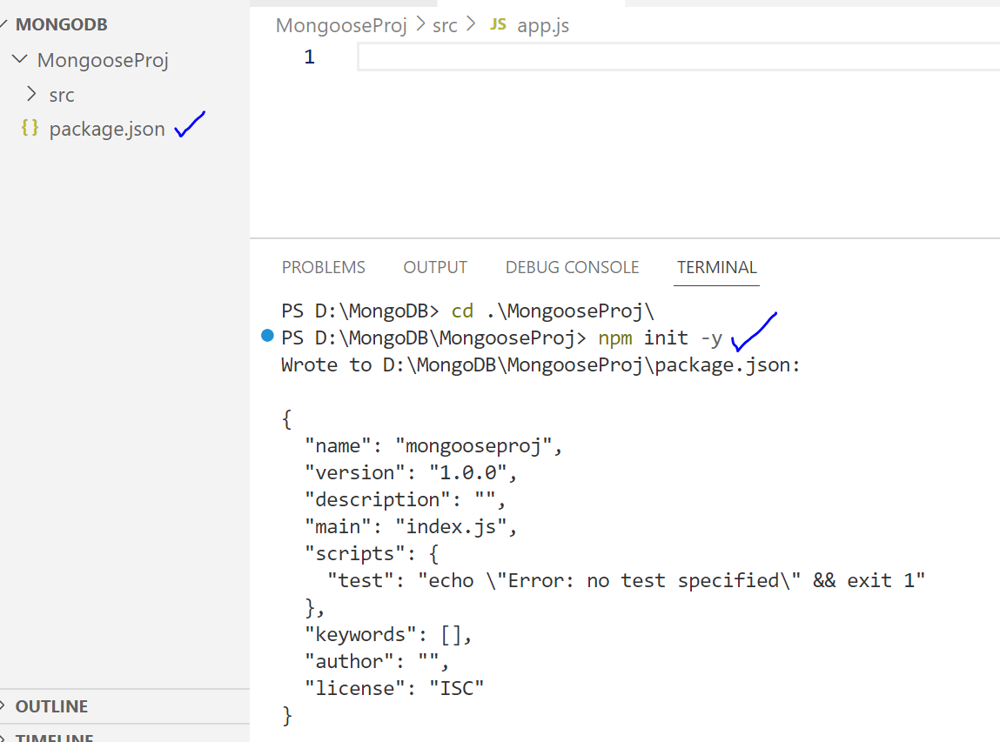 MONGODB
MongooseProj
src
{ } package.json
MongooseProj > src > JS app.js
1
PROBLEMS OUTPUT DEBUG CONSOLE TERMINAL
PS D:\MongoDB> cd .\MongooseProj\
PS D:\MongoDB\MongooseProj> npm init -y
Wrote to D:\MongoDB\MongooseProj\package.json:
{
  "name": "mongooseproj",
  "version": "1.0.0",
  "description": "",
  "main": "index.js",
  "scripts": {
    "test": "echo \"Error: no test specified\" && exit 1"
  },
  "keywords": [],
  "author": "",
  "license": "ISC"
}
OUTLINE
TIMELINE